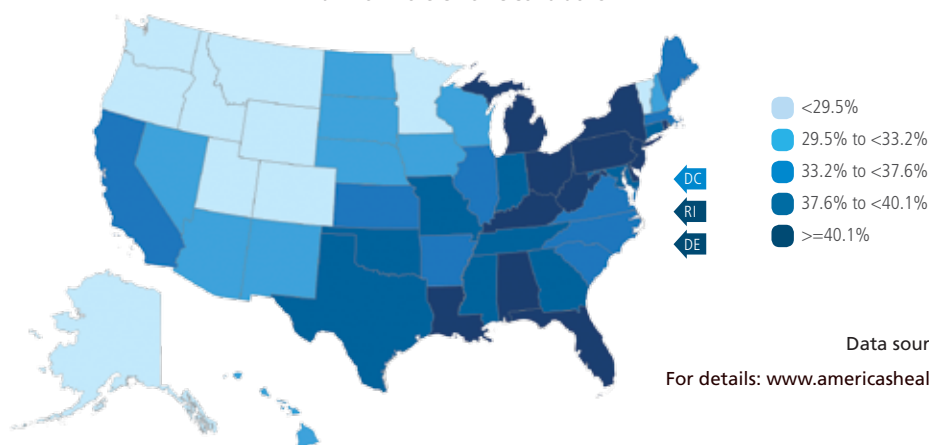 <29.5%
29.5% to <33.2%
33.2% to <37.6%
37.6% to <40.1%
>=40.1%
DC
RI
DE
Data sour
For details: www.americasheal